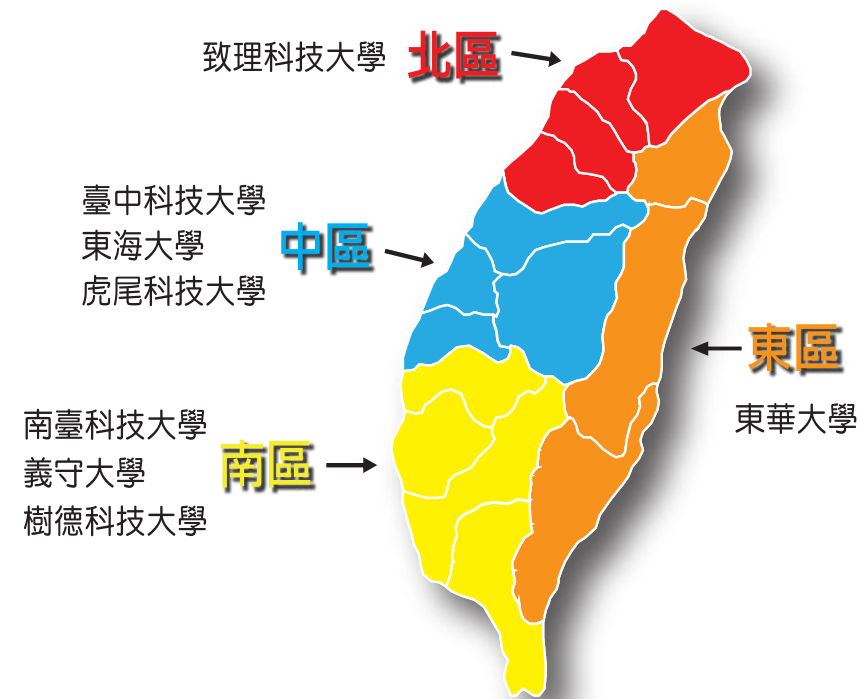 致理科技大學 北區
臺中科技大學
東海大學
虎尾科技大學
中區
東區
東華大學
南臺科技大學
義守大學
樹德科技大學
南區